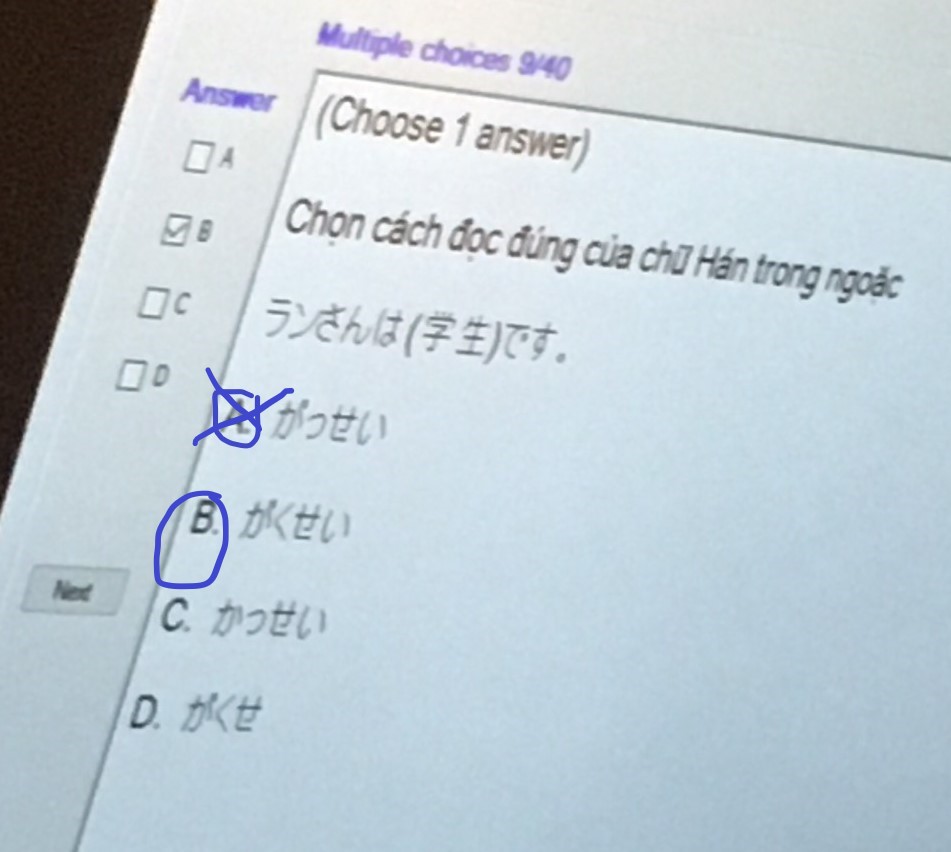 Multiple choices 9/40
Answer
(Choose 1 answer)
A
B
C
D
Chọn cách đọc đúng của chữ Hán trong ngoặc
ランさんは(学生)です。
A. がっせい
B. がくせい
C. かっせい
D. がくせ
Next